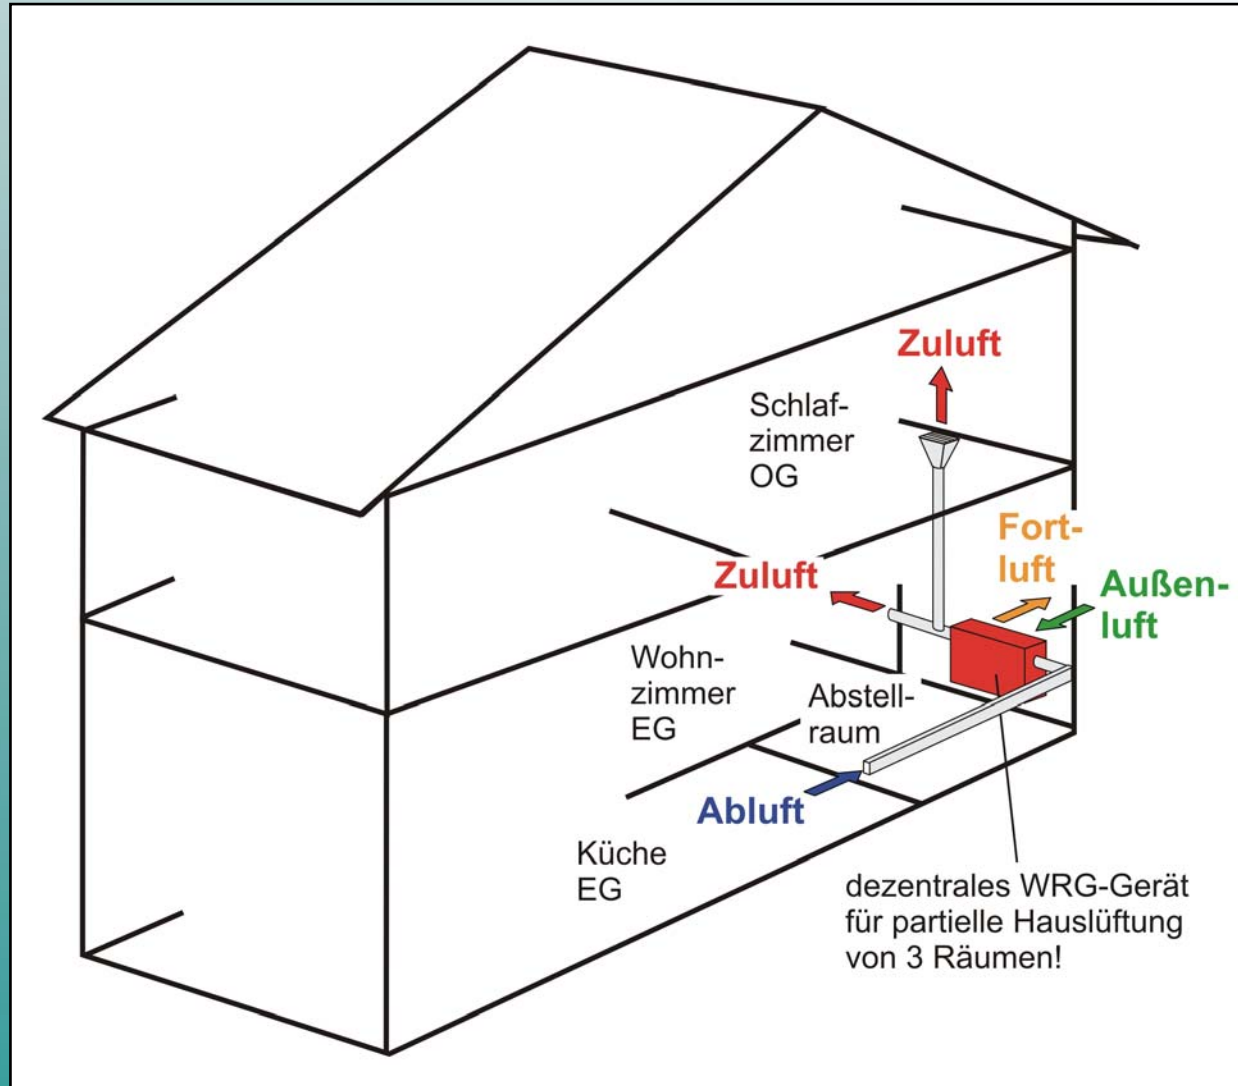 Zuluft
Schlaf-
zimmer
OG
Fort-
luft
Zuluft
Außen-
luft
Wohn-
zimmer
EG
Abstell-
raum
Abluft
Küche
EG
dezentrales WRG-Gerät
für partielle Hauslüftung
von 3 Räumen!